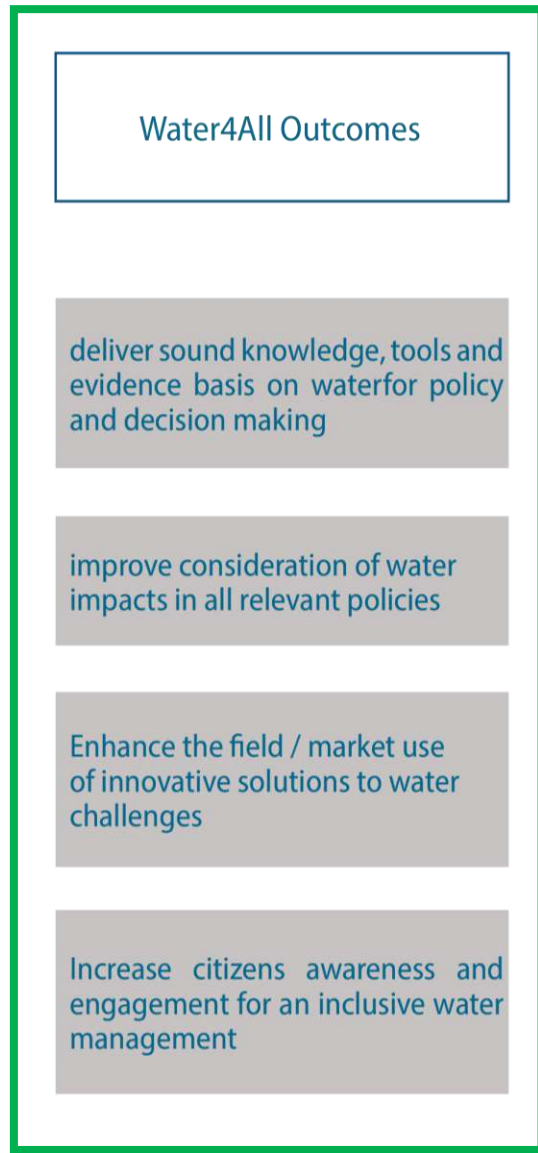 Water4All Outcomes
deliver sound knowledge, tools and
evidence basis on waterfor policy
and decision making
improve consideration of water
impacts in all relevant policies
Enhance the field / market use
of innovative solutions to water
challenges
Increase citizens awareness and
engagement for an inclusive water
management